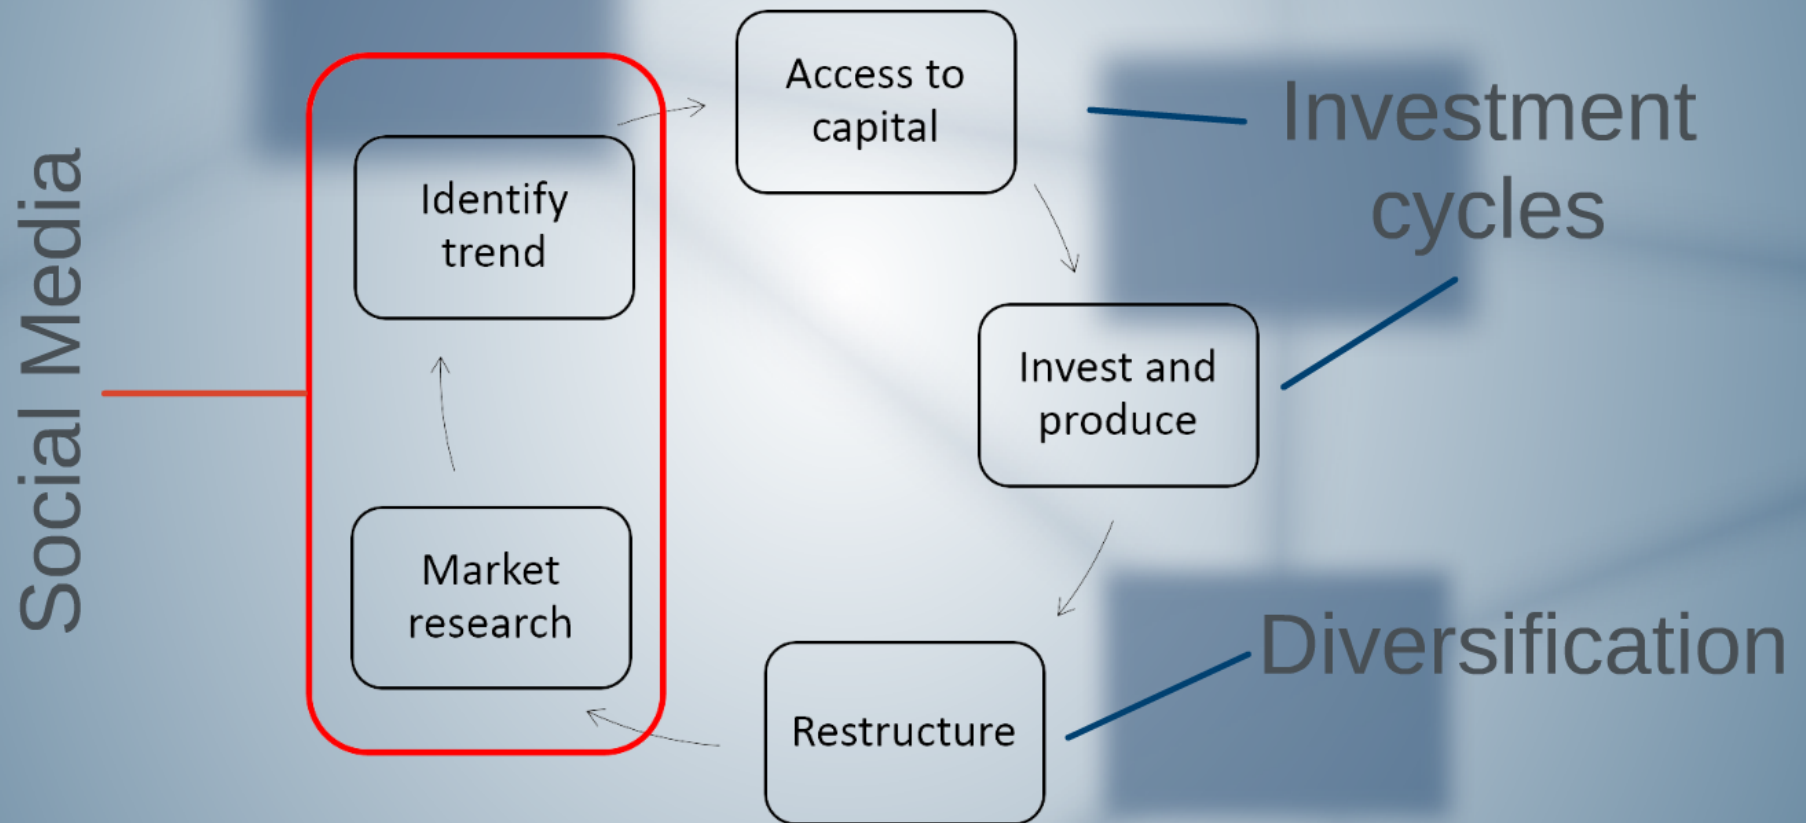 Social Media
Identify
trend
Market
research
Access to
capital
Invest and
produce
Restructure
Investment
cycles
Diversification